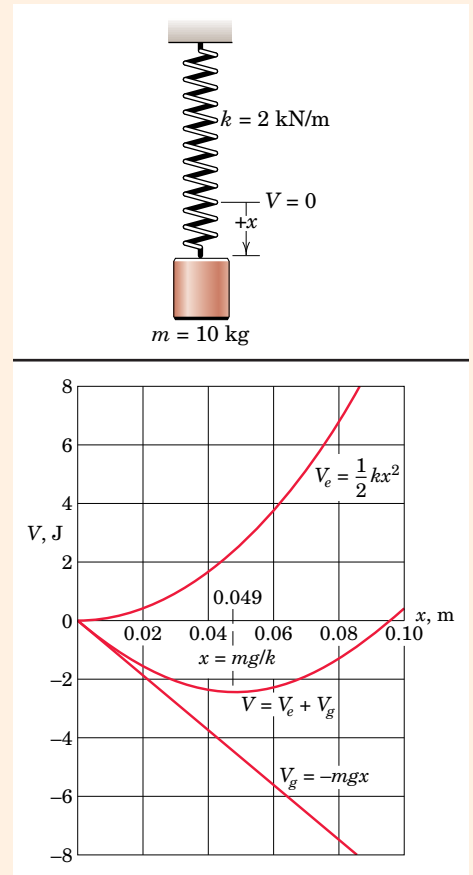 k = 2 kN/m
V = 0
+x
m = 10 kg
8
6
V_e = \frac{1}{2} kx^2
4
V, J
2
0.049
0
x, m
0.02
0.04
0.06
0.08
0.10
x = mg/k
–2
V = V_e + V_g
–4
V_g = –mgx
–6
–8